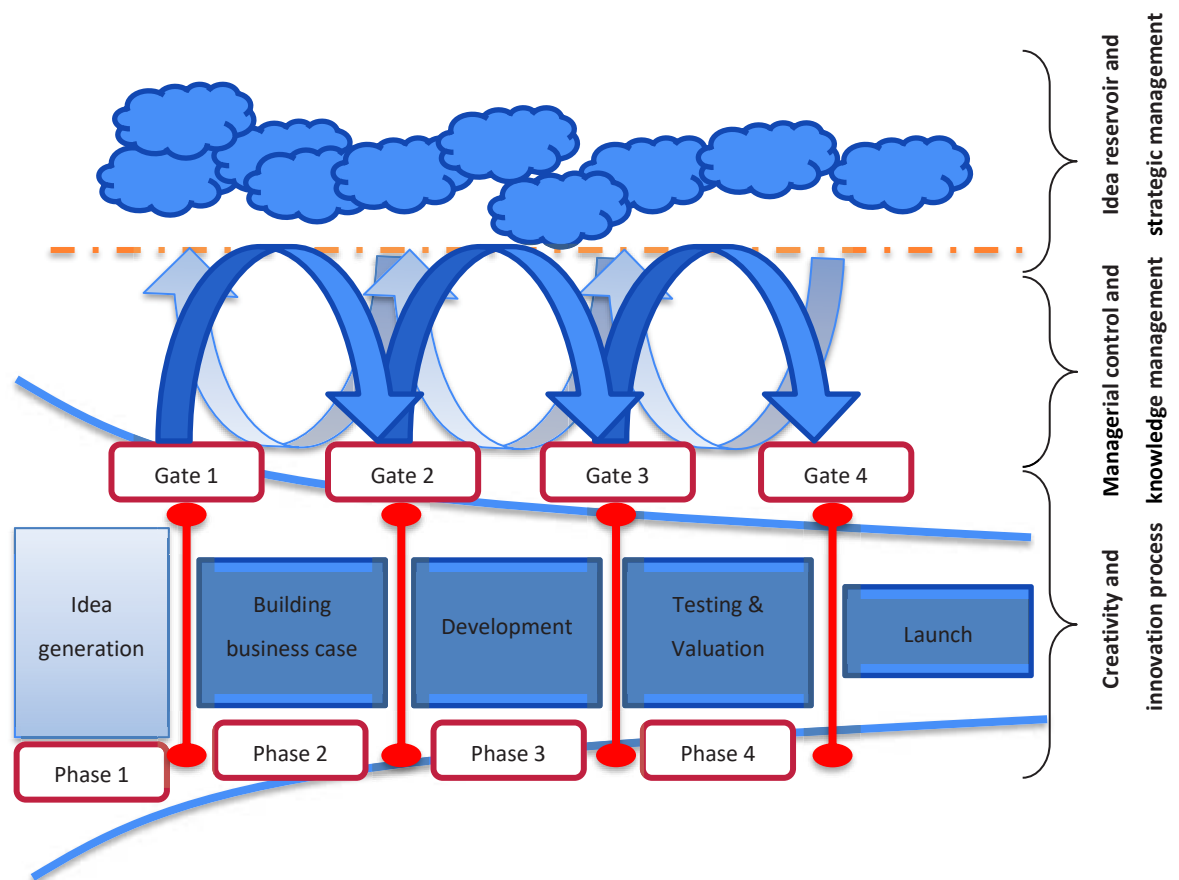 Idea reservoir and
strategic management
Managerial control and
knowledge management
Creativity and
innovation process
Gate 1
Gate 2
Gate 3
Gate 4
Idea
generation
Building
business case
Development
Testing &
Valuation
Launch
Phase 1
Phase 2
Phase 3
Phase 4